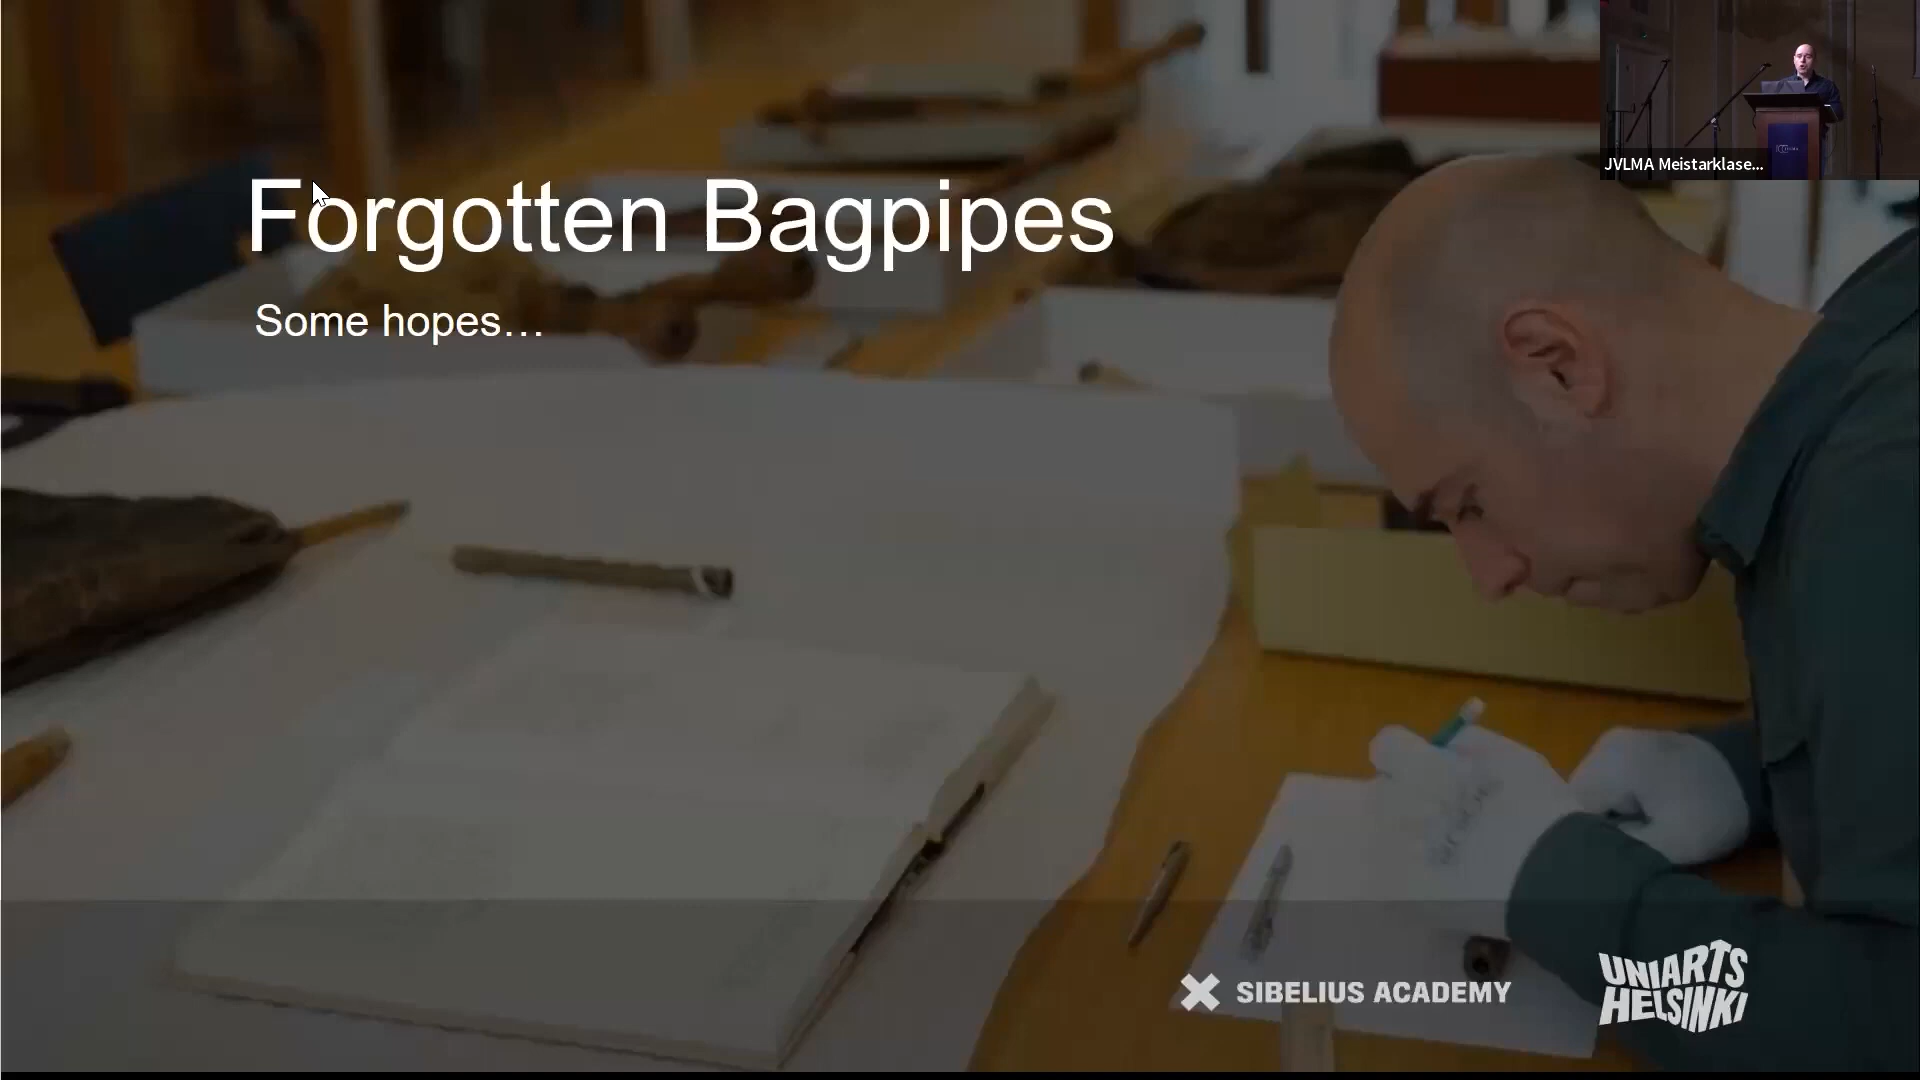 Forgotten Bagpipes
Some hopes...
JVLMA Meistarklase...
SIBELIUS ACADEMY
UNIARTS
HELSINKI